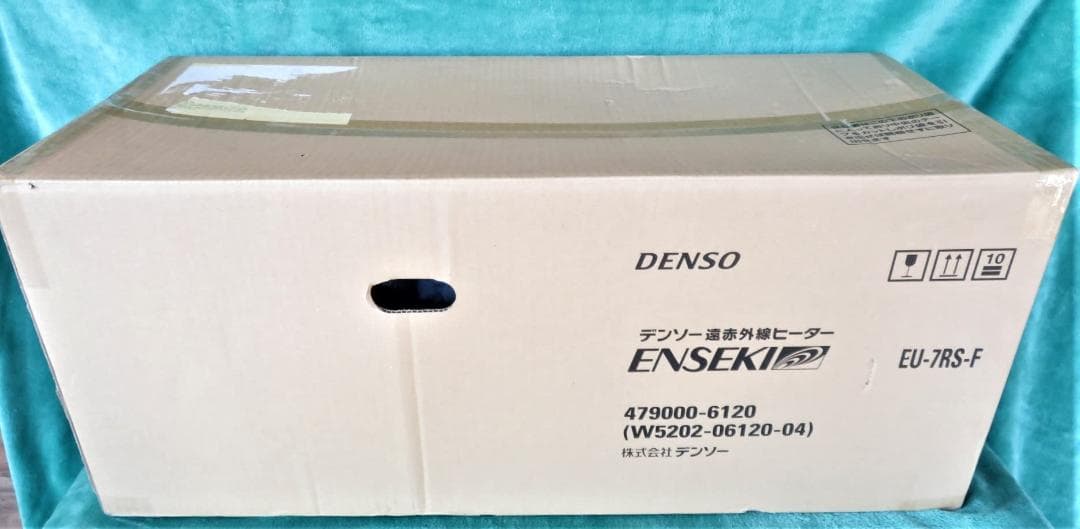 DENSO
10
デンソー遠赤外線ヒーター
ENSEKI
EU-7RS-F
479000-6120
(W5202-06120-04)
株式会社 デンソー